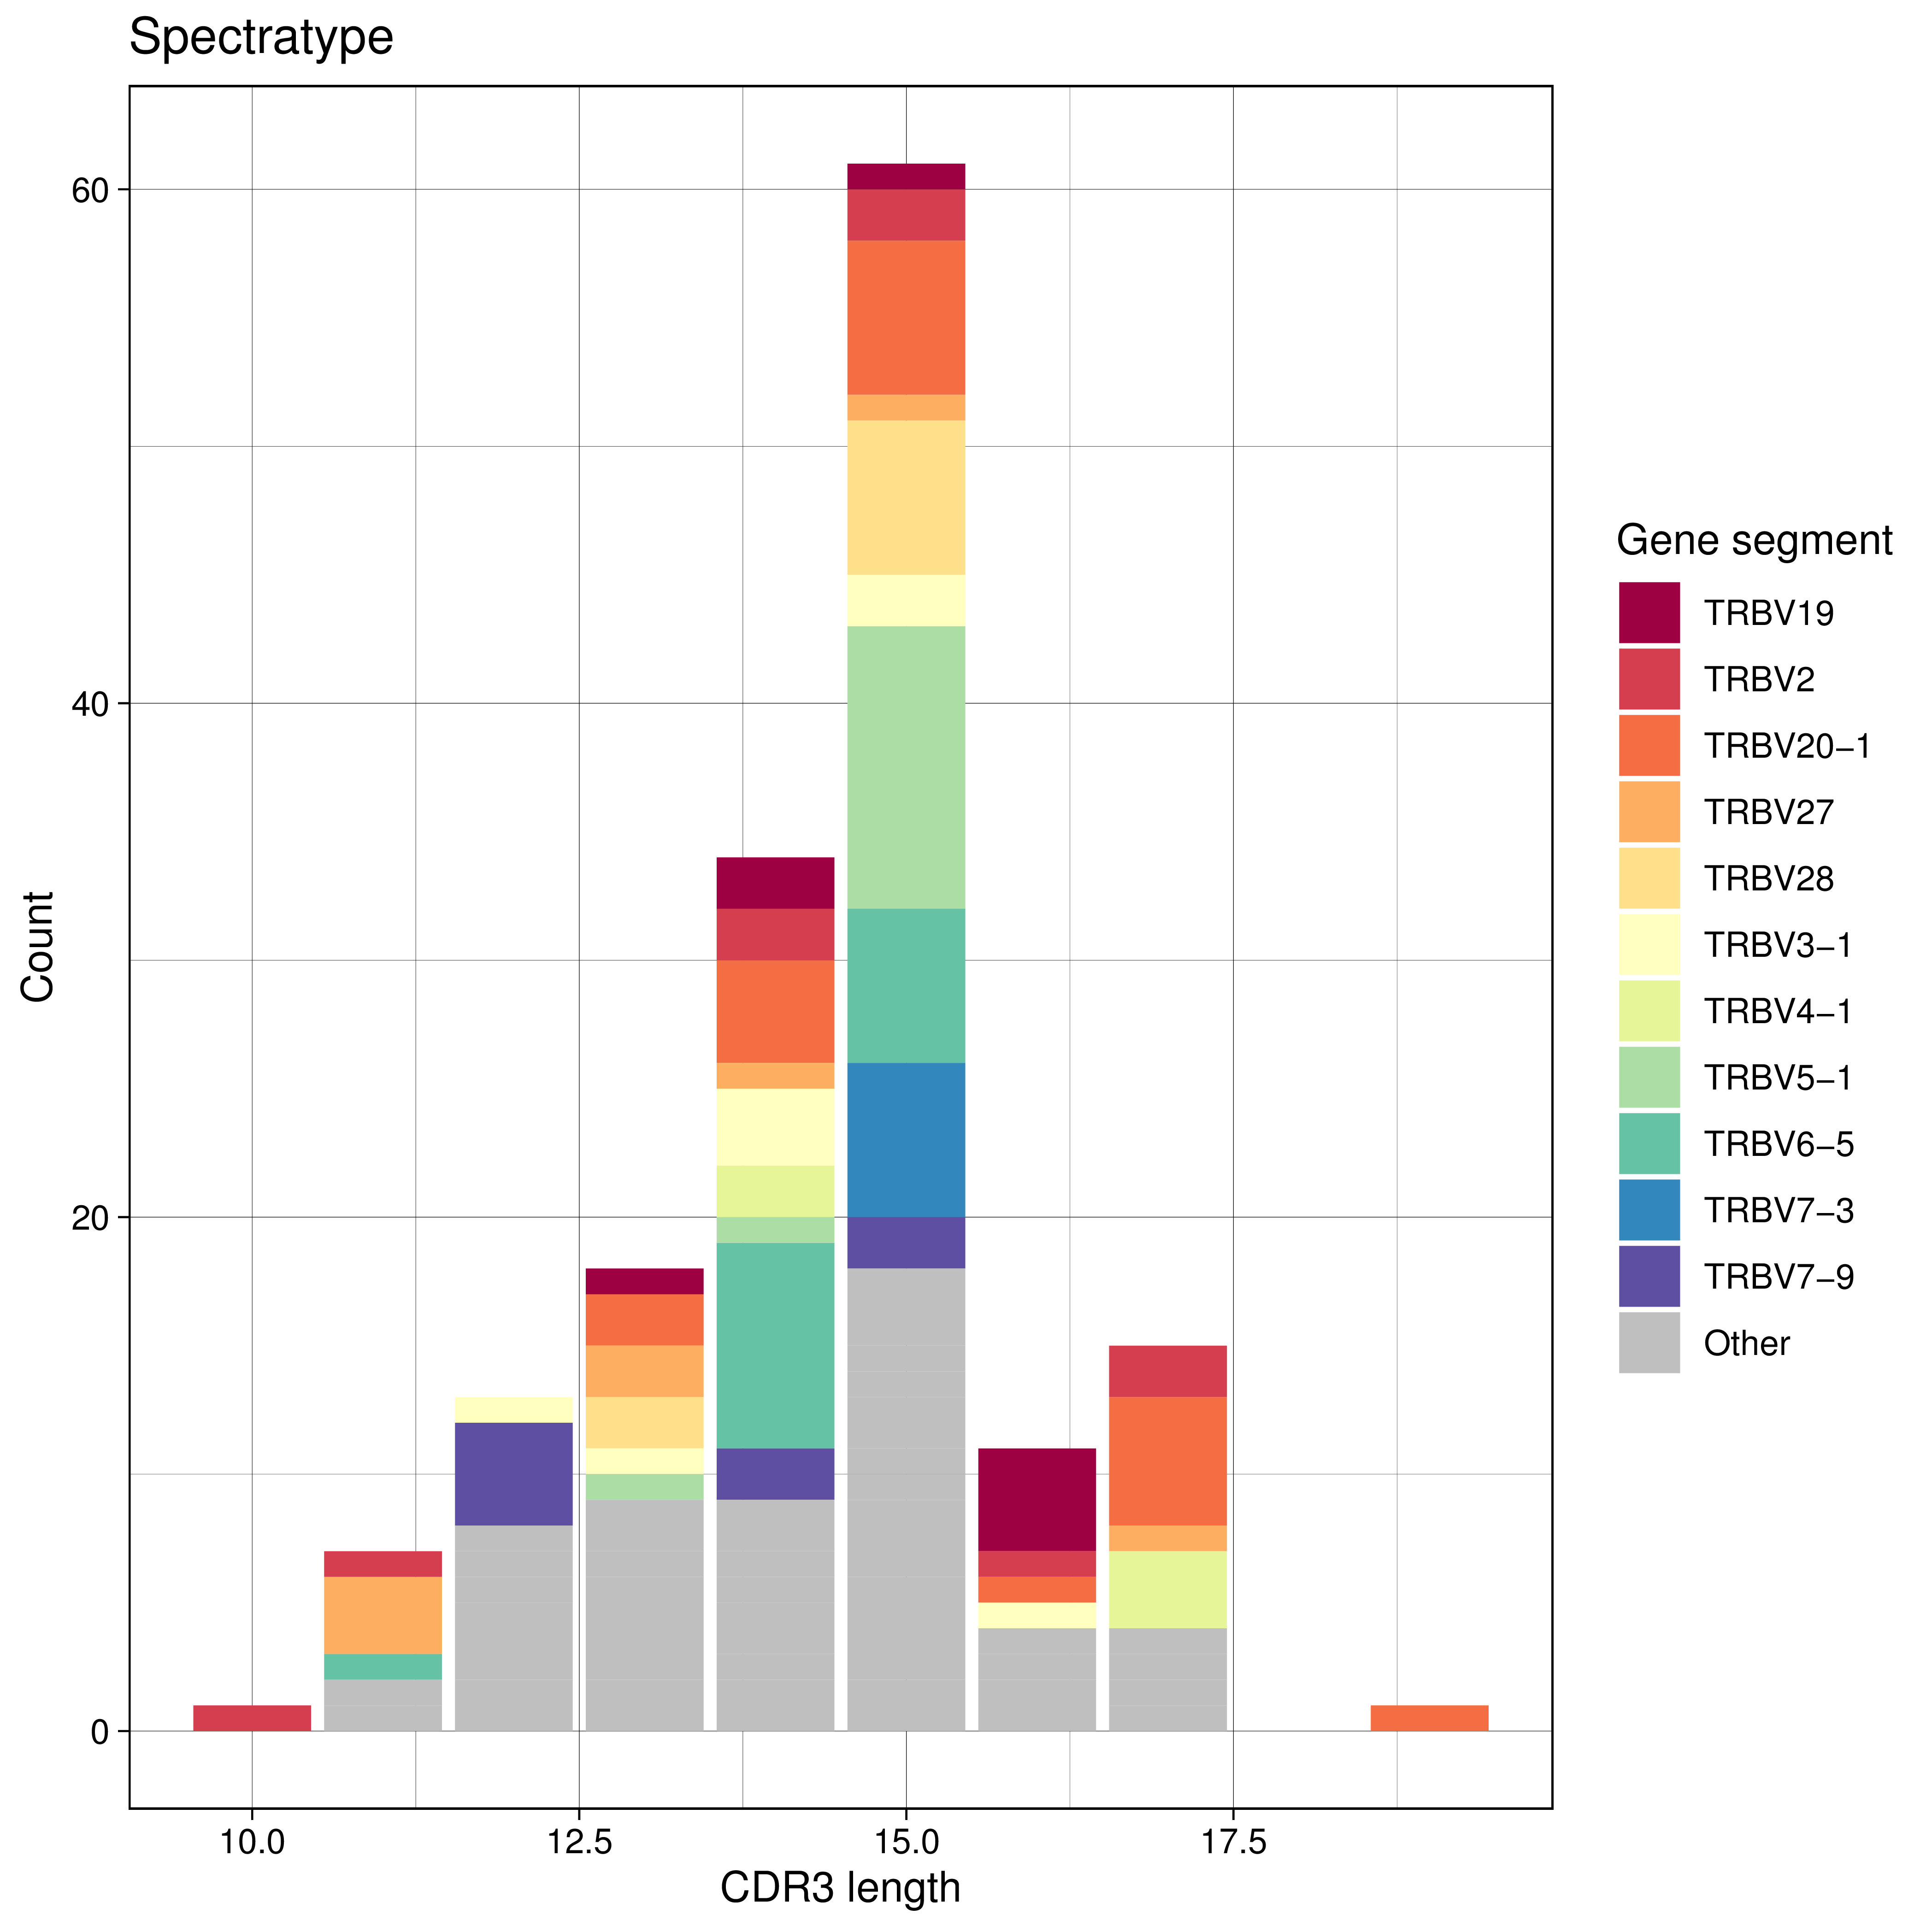 Spectratype
60
40
20
0
Count
10.0
12.5
15.0
17.5
CDR3 length
Gene segment
TRBV19
TRBV2
TRBV20−1
TRBV27
TRBV28
TRBV3−1
TRBV4−1
TRBV5−1
TRBV6−5
TRBV7−3
TRBV7−9
Other